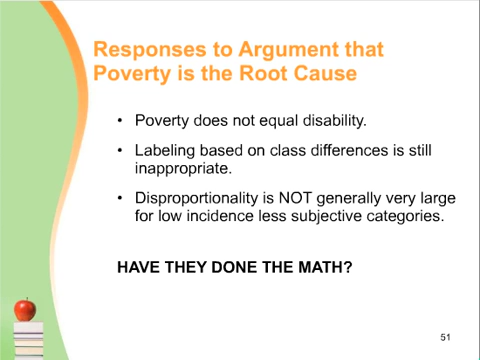 Responses to Argument that
Poverty is the Root Cause
• Poverty does not equal disability.
• Labeling based on class differences is still
inappropriate.
• Disproportionality is NOT generally very large
for low incidence less subjective categories.
HAVE THEY DONE THE MATH?
51